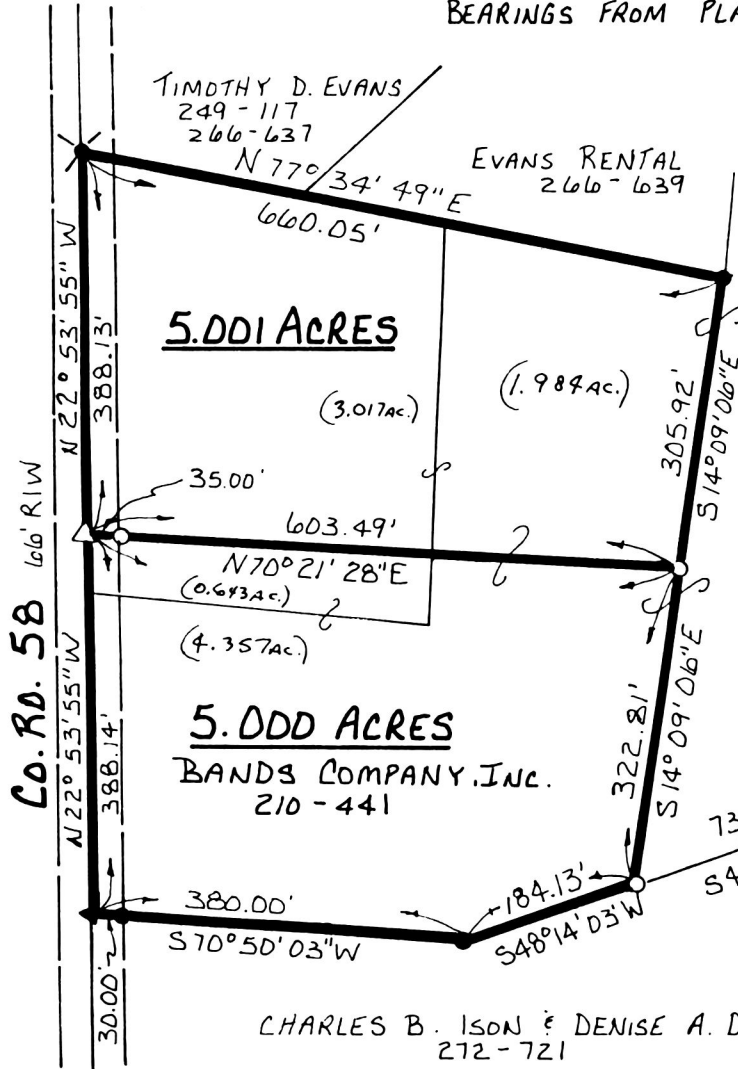 BEARINGS FROM PLA
TIMOTHY D. EVANS
249-117
266-637
N 77° 34' 49" E
660.05'
EVANS RENTAL
266-639
N 22° 53' 55" W
388.13'
5.001 ACRES
(3.017AC.)
(1.984AC.)
305.92'
S 14° 09' 06" E
35.00'
603.49'
N70° 21' 28"E
(0.643AC.)
(4.357AC.)
CO. RD. 58 66' R/W
N 22° 53' 55" W
388.14'
5.000 ACRES
BANDS COMPANY, INC.
210-441
322.81'
S 14° 09' 06" E
73
S4
380.00'
S70° 50' 03"W
184.13'
S48° 14' 03" W
30.00'
CHARLES B. ISON & DENISE A. D
272-721